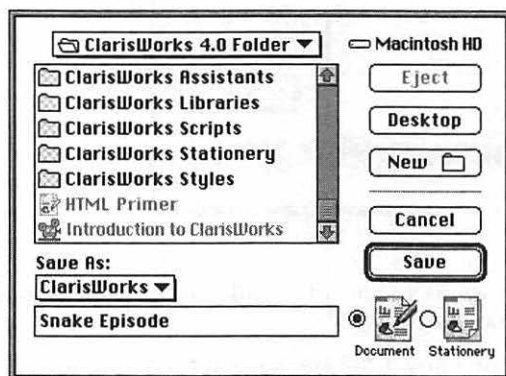 ClarisWorks 4.0 Folder
Macintosh HD
ClarisWorks Assistants
ClarisWorks Libraries
ClarisWorks Scripts
ClarisWorks Stationery
ClarisWorks Styles
HTML Primer
Introduction to ClarisWorks
Eject
Desktop
New
Cancel
Save
Save As:
ClarisWorks
Snake Episode
Document
Stationery